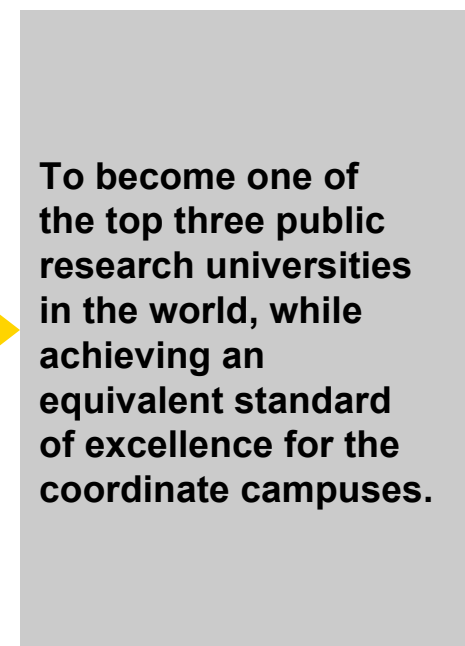 To become one of
the top three public
research universities
in the world, while
achieving an
equivalent standard
of excellence for the
coordinate campuses.